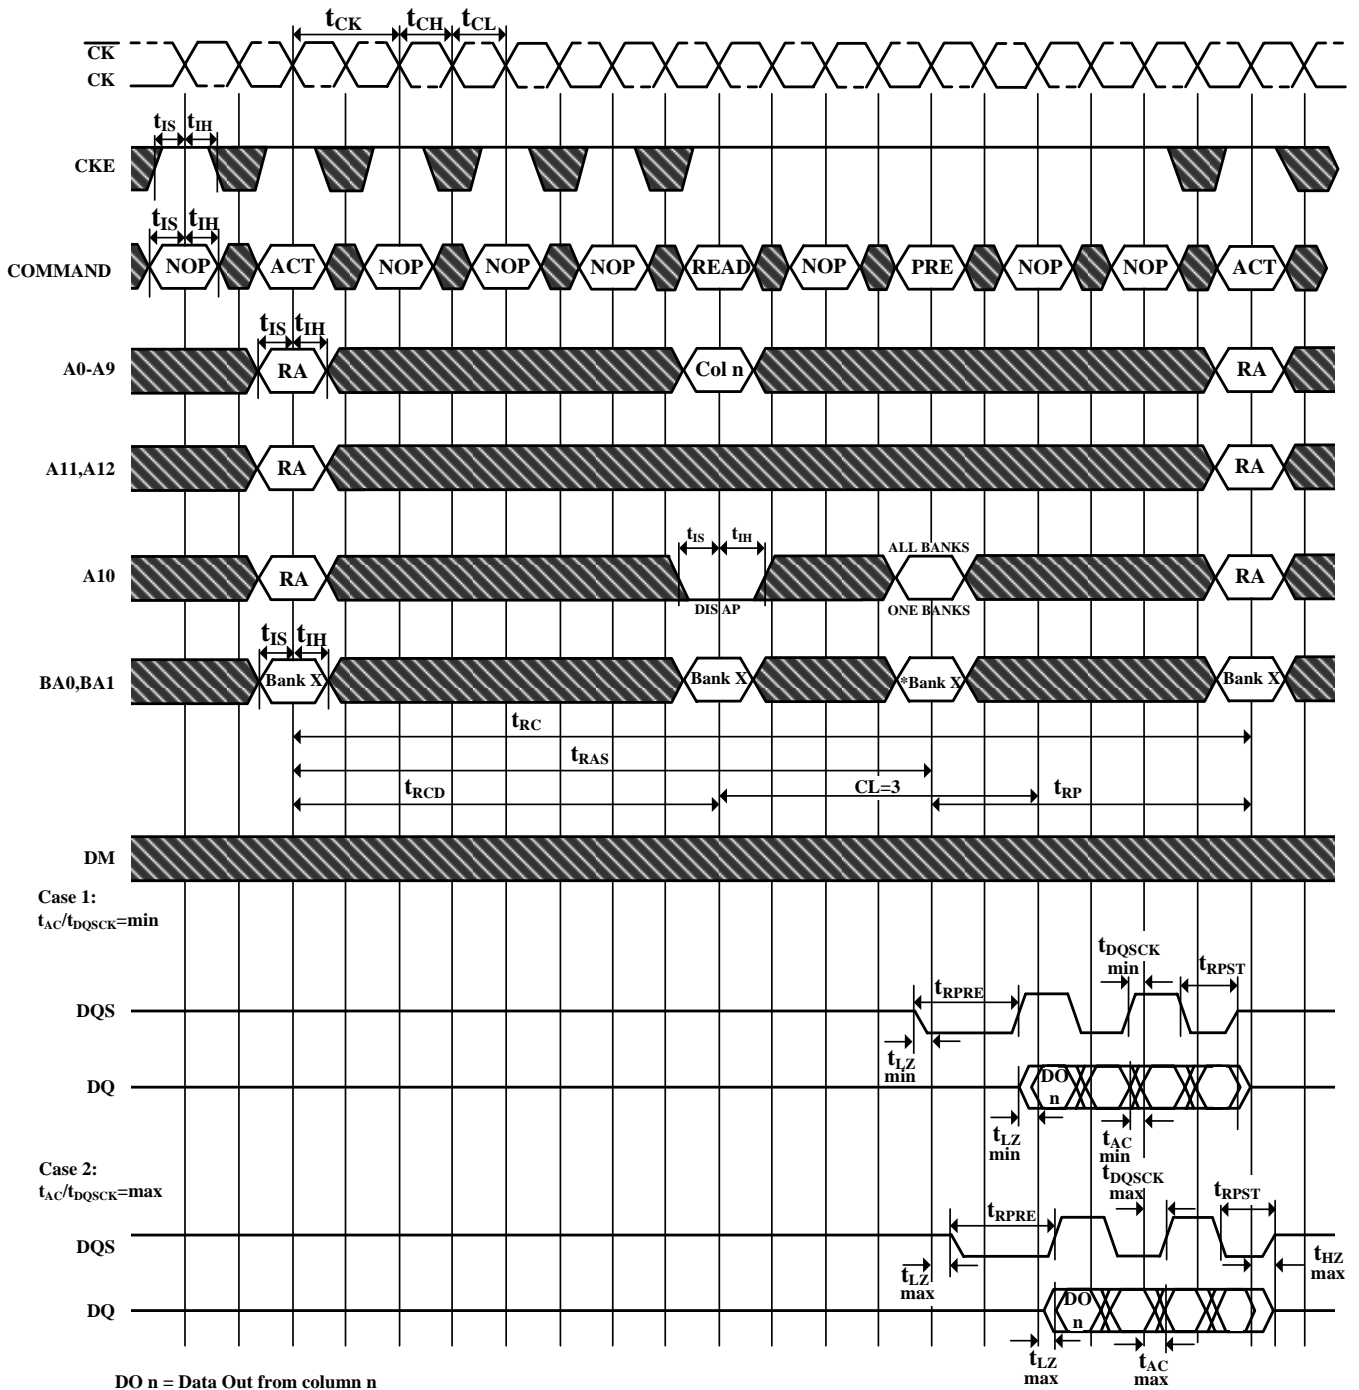 tCK tCH tCL
CK
CK
tIS tIH
CKE
tIS tIH
COMMAND NOP ACT NOP NOP NOP READ NOP PRE NOP NOP ACT
tIS tIH
A0-A9 RA Col n RA
A11,A12 RA RA
tIS tIH
ALL BANKS
A10 RA RA
DIS AP ONE BANKS
tIS tIH
BA0,BA1 Bank X Bank X *Bank X Bank X
tRC
tRAS
tRCD CL=3 tRP
DM
Case 1:
tAC/tDQSCK=min
tDQSCK
min
tRPST
tRPRE
DQS
tLZ
min
DQ DO
n
tLZ
min
tAC
min
Case 2:
tAC/tDQSCK=max
tDQSCK
max
tRPST
tRPRE
DQS
tLZ
max
tHZ
max
DQ DO
n
tLZ
max
tAC
max
DO n = Data Out from column n